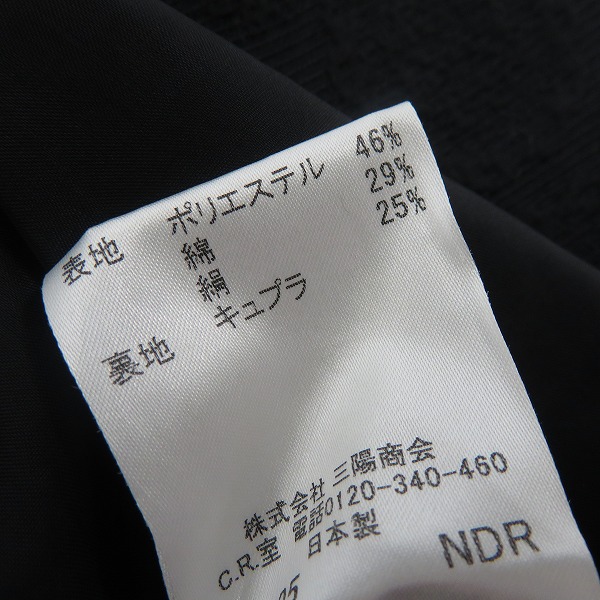 表地 ポリエステル 46%
綿 29%
絹 25%
裏地 キュプラ
株式会社 三陽商会
C.R.室 電話0120-340-460
日本製
NDR